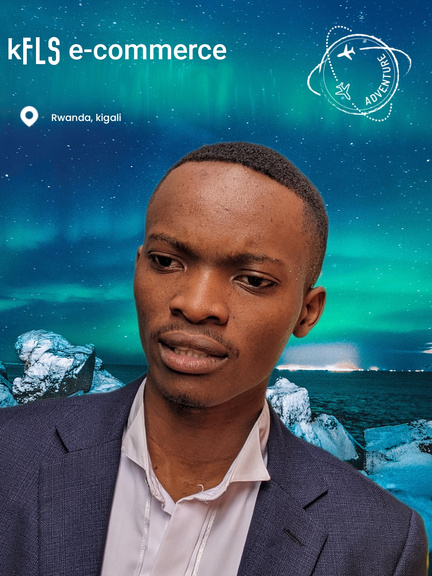 kFLS e-commerce
ADVENTURE
Rwanda, kigali